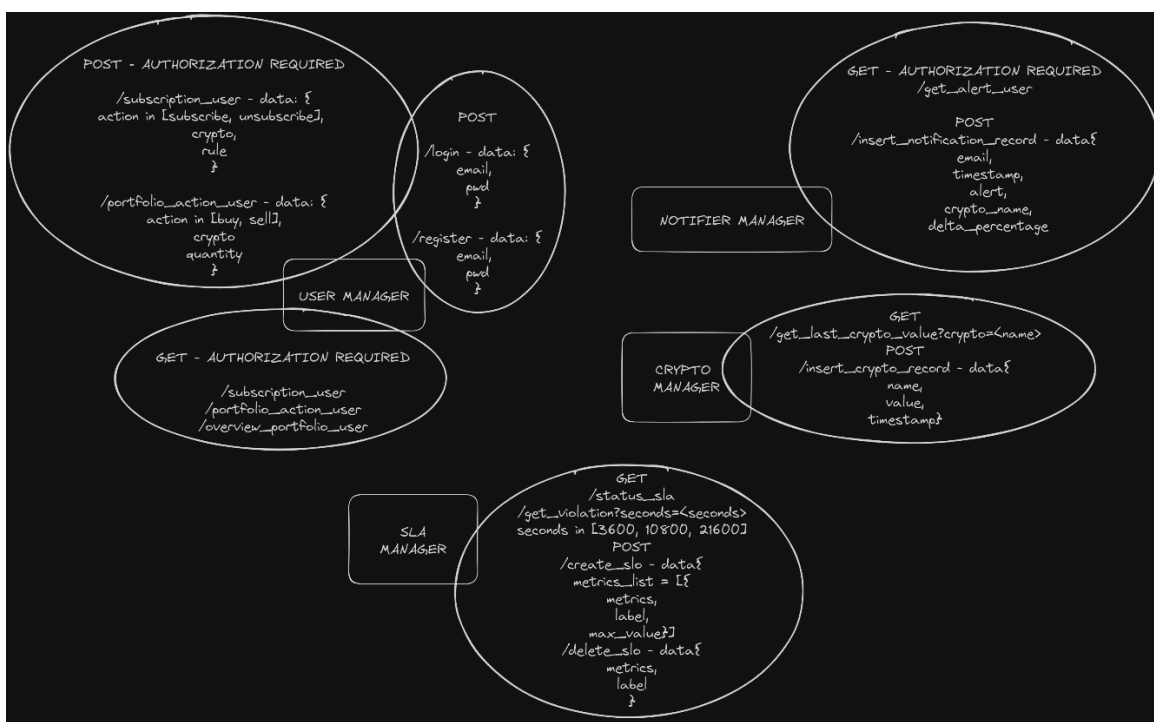 POST - AUTHORIZATION REQUIRED
/subscription_user - data: {
action in [subscribe, unsubscribe],
crypto,
rule
}
/portfolio_action_user - data: {
action in [buy, sell],
crypto
quantity
}
POST
/login - data: {
email,
pwd
}
/register - data: {
email,
pwd
}
USER MANAGER
GET - AUTHORIZATION REQUIRED
/subscription_user
/portfolio_action_user
/overview_portfolio_user
GET - AUTHORIZATION REQUIRED
/get_alert_user
POST
/insert_notification_record - data{
email,
timestamp,
alert,
crypto_name,
delta_percentage
NOTIFIER MANAGER
GET
/get_last_crypto_value?crypto=<name>
POST
/insert_crypto_record - data{
name,
value,
timestamp}
CRYPTO
MANAGER
SLA
MANAGER
GET
/status_sla
/get_violation?seconds=<seconds>
seconds in [3600, 10800, 21600]
POST
/create_slo - data{
metrics_list = [{
metrics,
label,
max_value}]
/delete_slo - data{
metrics,
label
}